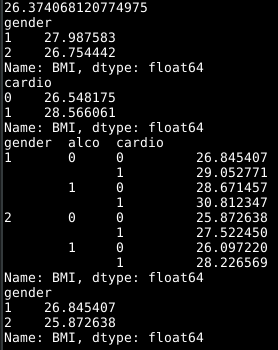 26.374068120774975
gender
1    27.987583
2    26.754442
Name: BMI, dtype: float64
cardio
0    26.548175
1    28.566061
Name: BMI, dtype: float64
gender  alco  cardio
1       0     0         26.845407
              1         29.052771
        1     0         28.671457
              1         30.812347
2       0     0         25.872638
              1         27.522450
        1     0         26.097220
              1         28.226569
Name: BMI, dtype: float64
gender
1    26.845407
2    25.872638
Name: BMI, dtype: float64